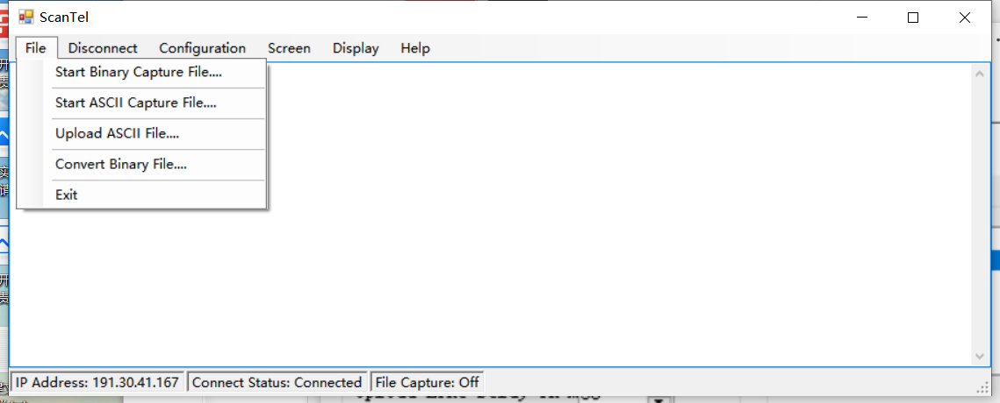 ScanTel
File Disconnect Configuration Screen Display Help
Start Binary Capture File....
Start ASCII Capture File....
Upload ASCII File....
Convert Binary File....
Exit
IP Address: 191.30.41.167 Connect Status: Connected File Capture: Off